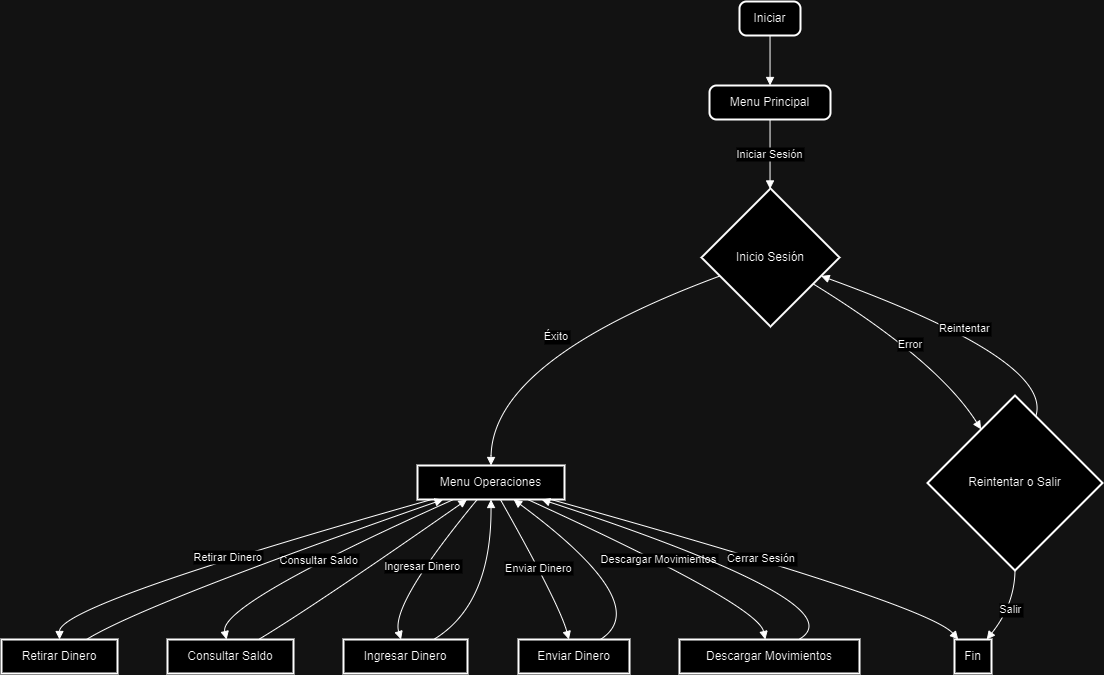 Iniciar
Menu Principal
Iniciar Sesión
Inicio Sesión
Éxito
Reintentar
Error
Menu Operaciones
Reintentar o Salir
Retirar Dinero
Consultar Saldo
Ingresar Dinero
Enviar Dinero
Descargar Movimientos
Cerrar Sesión
Salir
Retirar Dinero
Consultar Saldo
Ingresar Dinero
Enviar Dinero
Descargar Movimientos
Fin